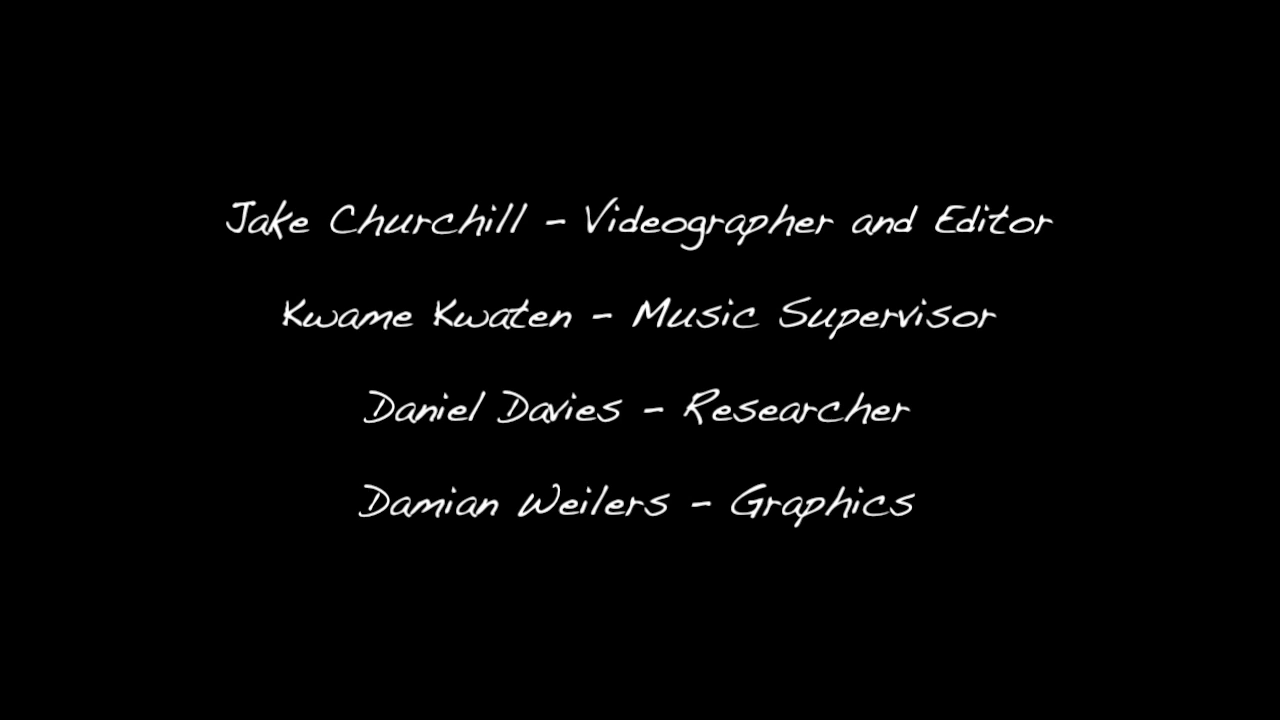 Jake Churchill - Videographer and Editor
Kwame Kwaten - Music Supervisor
Daniel Davies - Researcher
Damian Weilers - Graphics